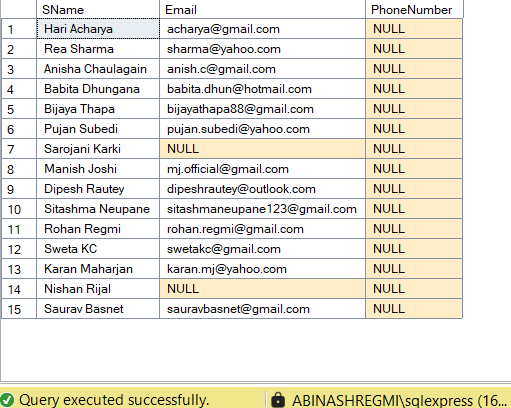 SName Email PhoneNumber
1 Hari Acharya acharya@gmail.com NULL
2 Rea Sharma sharma@yahoo.com NULL
3 Anisha Chaulagain anish.c@gmail.com NULL
4 Babita Dhungana babita.dhun@hotmail.com NULL
5 Bijaya Thapa bijayathapa88@gmail.com NULL
6 Pujan Subedi pujan.subedi@yahoo.com NULL
7 Sarojani Karki NULL NULL
8 Manish Joshi mj.official@gmail.com NULL
9 Dipesh Rautey dipeshrautey@outlook.com NULL
10 Sitashma Neupane sitashmaneupane123@gmail.com NULL
11 Rohan Regmi rohan.regmi@gmail.com NULL
12 Sweta KC swetakc@gmail.com NULL
13 Karan Maharjan karan.mj@yahoo.com NULL
14 Nishan Rijal NULL NULL
15 Saurav Basnet sauravbasnet@gmail.com NULL
Query executed successfully. ABINASHREGMI\sqlexpress (16...